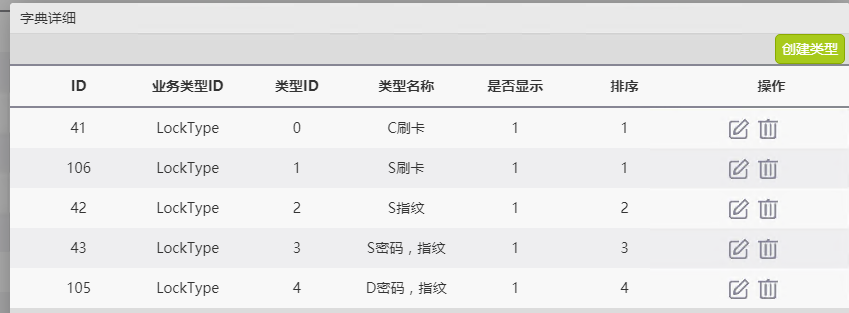 字典详细
创建类型
ID 业务类型ID 类型ID 类型名称 是否显示 排序 操作
41 LockType 0 C刷卡 1 1
106 LockType 1 S刷卡 1 1
42 LockType 2 S指纹 1 2
43 LockType 3 S密码，指纹 1 3
105 LockType 4 D密码，指纹 1 4